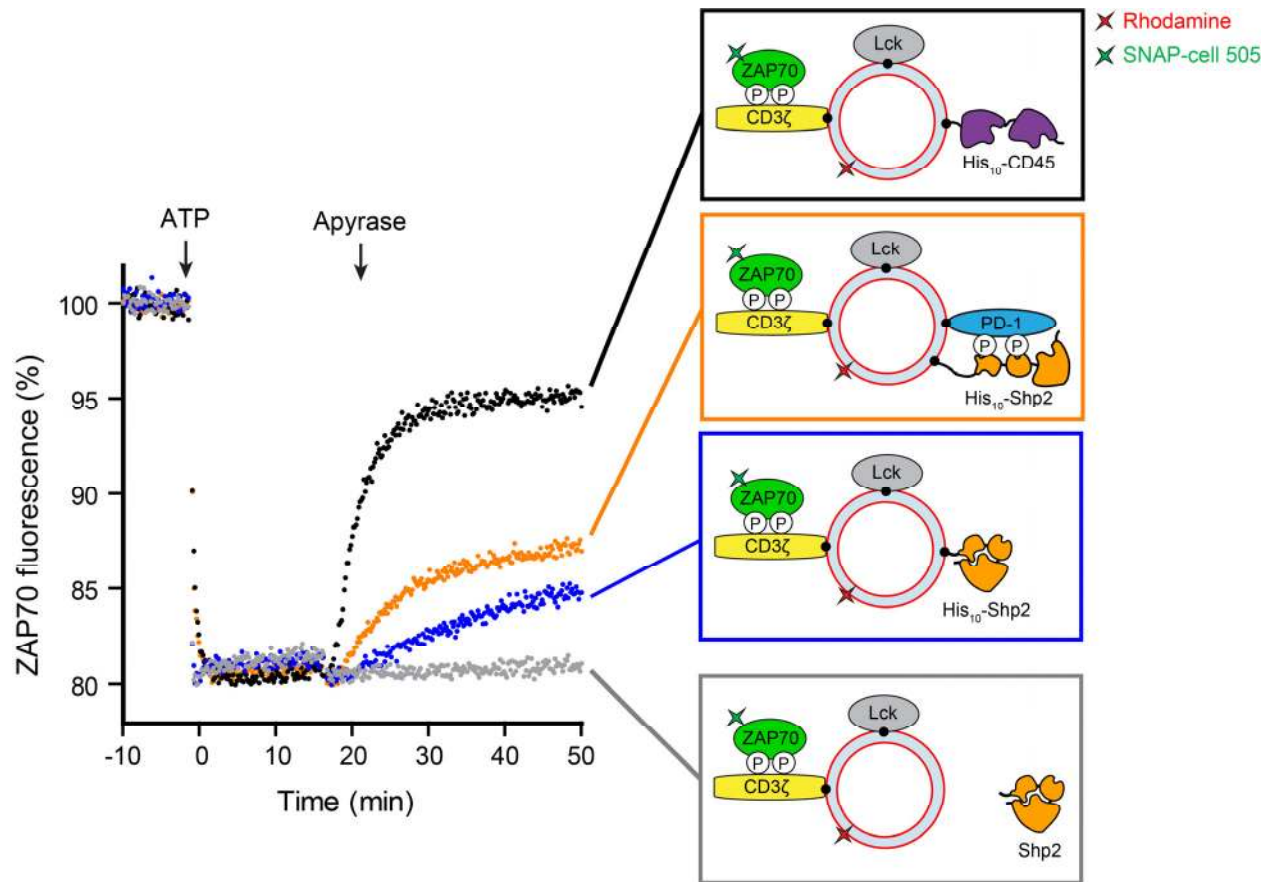 Rhodamine
SNAP-cell 505
ATP
Apyrase
ZAP70 fluorescence (%)
100
95
90
85
80
-10 0 10 20 30 40 50
Time (min)
Lck
ZAP70
P P
CD3ζ
His10-CD45
Lck
ZAP70
P P
CD3ζ
PD-1
P P
His10-Shp2
Lck
ZAP70
P P
CD3ζ
His10-Shp2
Lck
ZAP70
P P
CD3ζ
Shp2